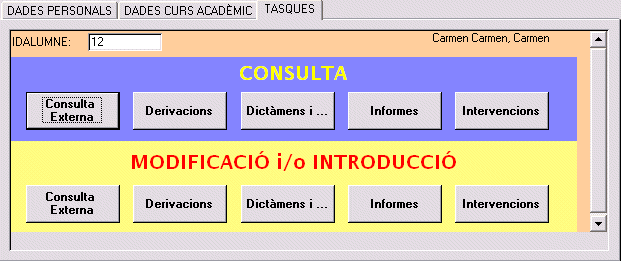 DADES PERSONALS DADES CURS ACADÈMIC TASQUES
IDALUMNE: 12 Carmen Carmen, Carmen
CONSULTA
Consulta Externa Derivacions Dictàmens i ... Informes Intervencions
MODIFICACIÓ i/o INTRODUCCIÓ
Consulta Externa Derivacions Dictàmens i ... Informes Intervencions